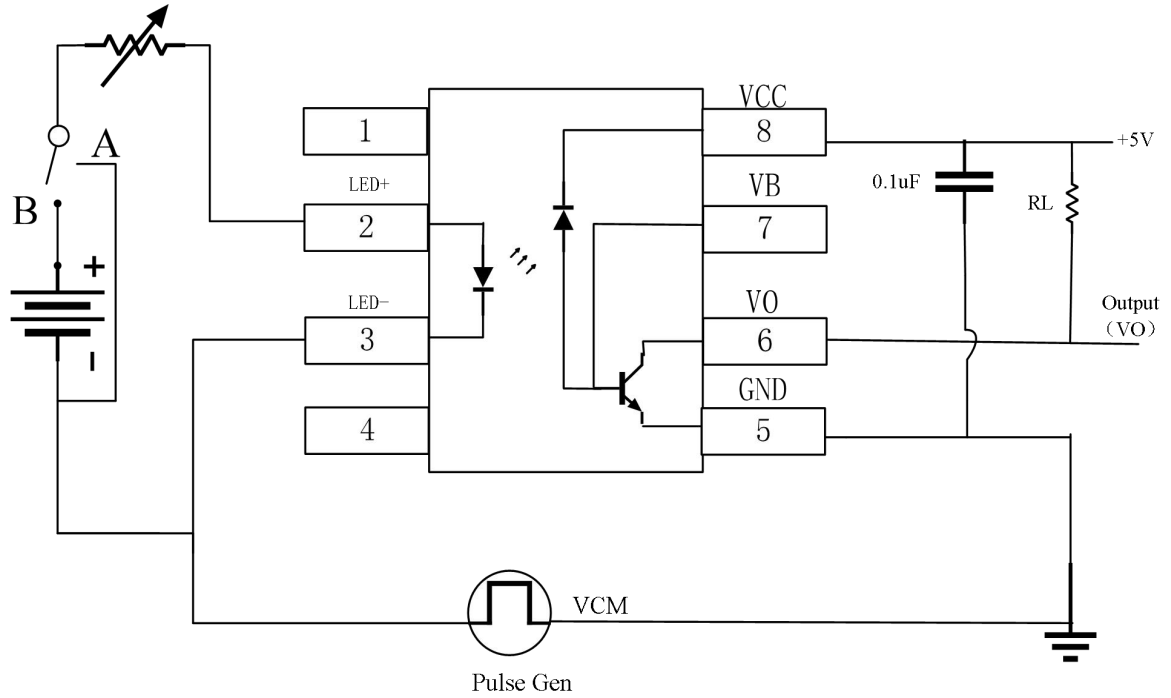 A
B
+
-
1
LED+
2
LED-
3
4
VCC
8
VB
7
VO
6
GND
5
0.1uF
RL
+5V
Output
（VO）
VCM
Pulse Gen